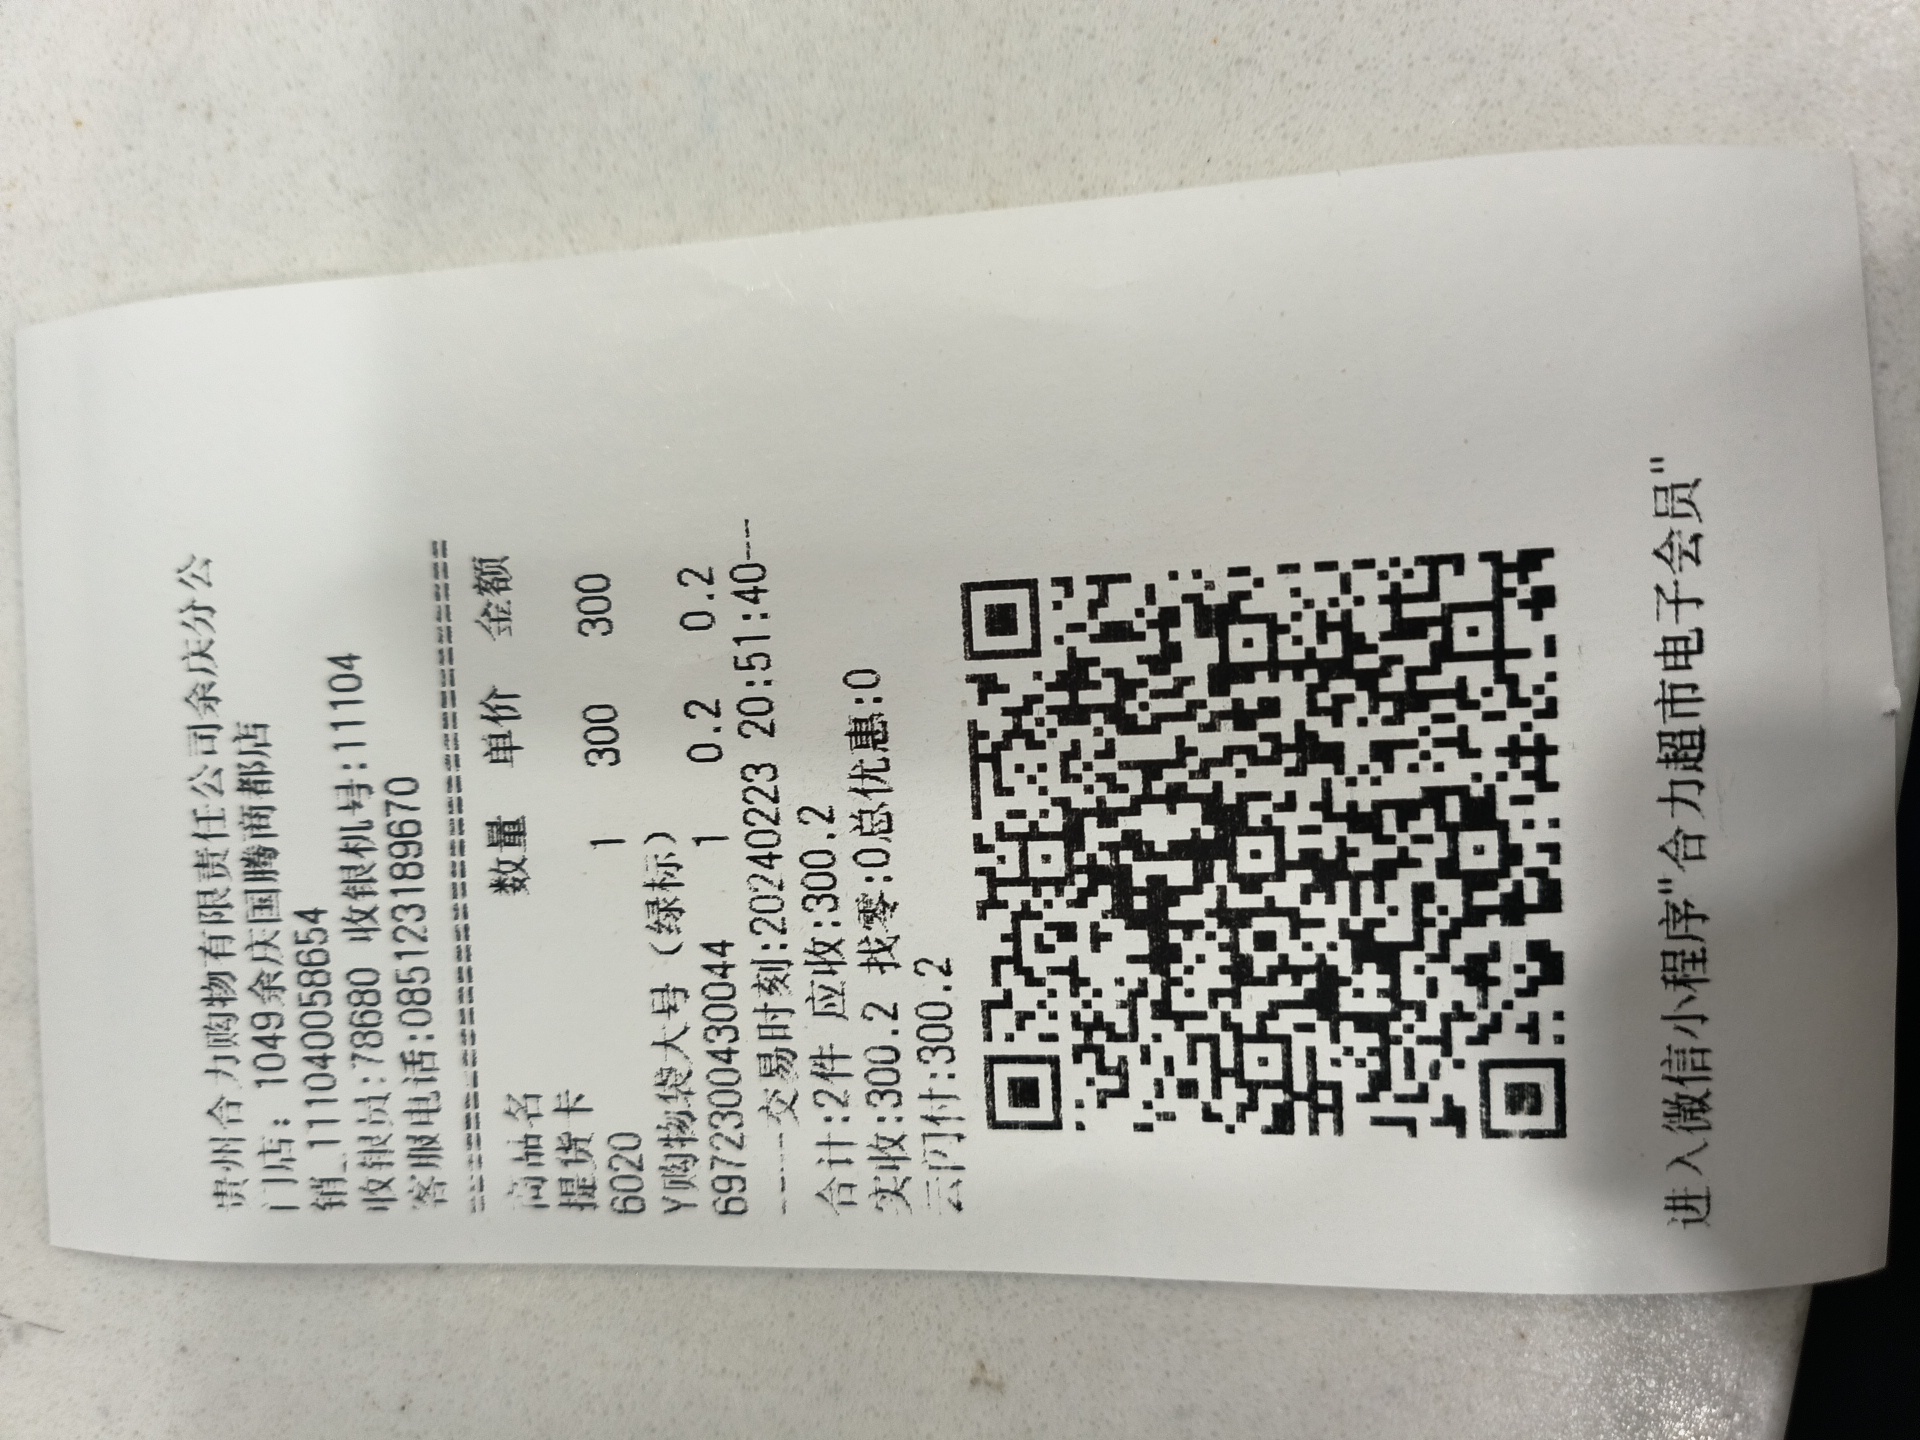 贵州合力购物有限责任公司余庆分公
门店: 1049余庆国腾商都店
销_111040058654
收银员:78680 收银机号:11104
客服电话:085123189670
================================
商品名 数量 单价 金额
提货卡
6020 1 300 300
Y购物袋大号（绿标）
6972300430044 1 0.2 0.2
----交易时刻:20240223 20:51:40---
合计:2件 应收:300.2
实收:300.2 找零:0总优惠:0
云闪付:300.2
进入微信小程序"合力超市电子会员"